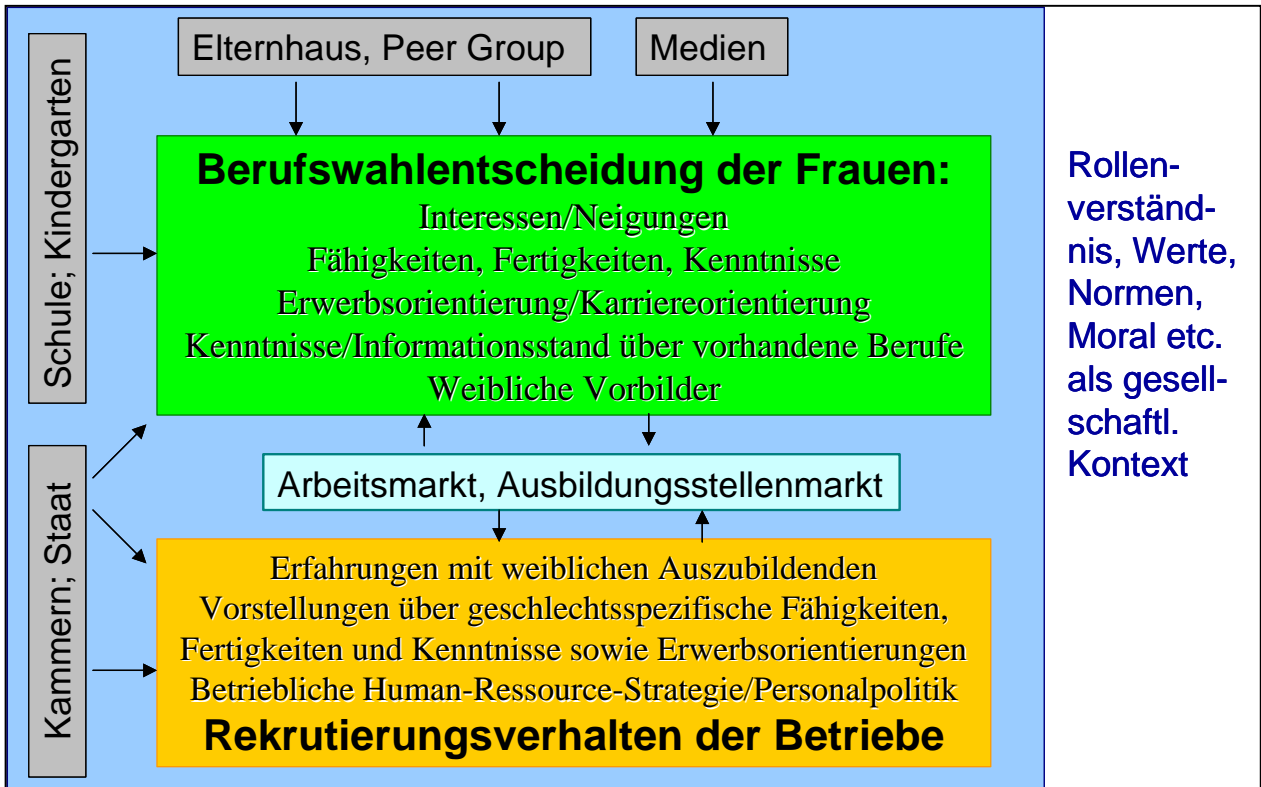 Elternhaus, Peer Group
Medien
Schule; Kindergarten
Berufswahlentscheidung der Frauen:
Interessen/Neigungen
Fähigkeiten, Fertigkeiten, Kenntnisse
Erwerbsorientierung/Karriereorientierung
Kenntnisse/Informationsstand über vorhandene Berufe
Weibliche Vorbilder
Arbeitsmarkt, Ausbildungsstellenmarkt
Kammern; Staat
Erfahrungen mit weiblichen Auszubildenden
Vorstellungen über geschlechtsspezifische Fähigkeiten,
Fertigkeiten und Kenntnisse sowie Erwerbsorientierungen
Betriebliche Human-Ressource-Strategie/Personalpolitik
Rekrutierungsverhalten der Betriebe
Rollen-
verständ-
nis, Werte,
Normen,
Moral etc.
als gesell-
schaftl.
Kontext